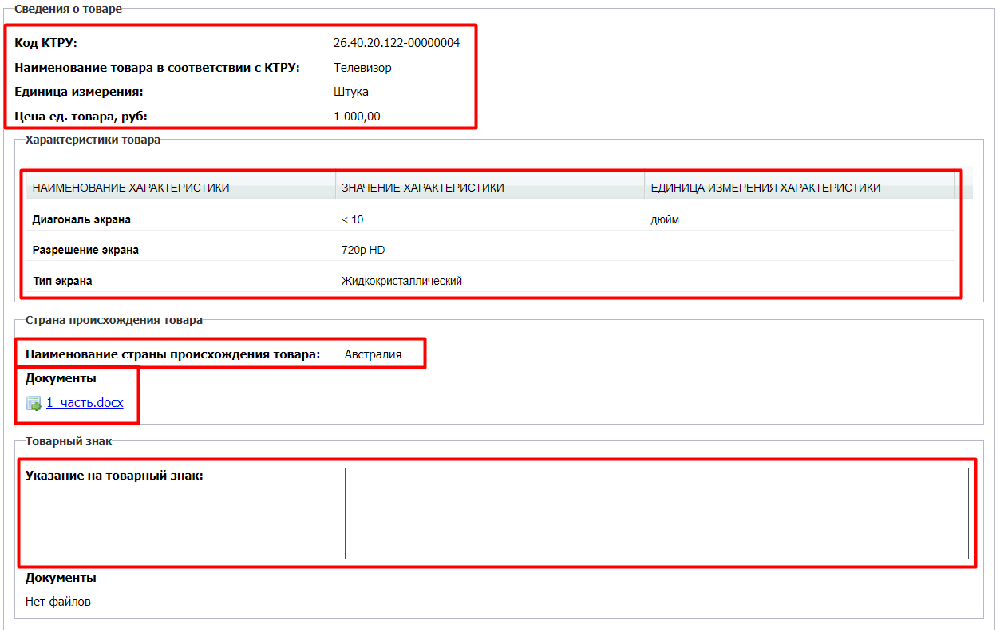 Сведения о товаре
Код КТРУ: 26.40.20.122-00000004
Наименование товара в соответствии с КТРУ: Телевизор
Единица измерения: Штука
Цена ед. товара, руб: 1 000,00
Характеристики товара
НАИМЕНОВАНИЕ ХАРАКТЕРИСТИКИ ЗНАЧЕНИЕ ХАРАКТЕРИСТИКИ ЕДИНИЦА ИЗМЕРЕНИЯ ХАРАКТЕРИСТИКИ
Диагональ экрана < 10 дюйм
Разрешение экрана 720p HD
Тип экрана Жидкокристаллический
Страна происхождения товара
Наименование страны происхождения товара: Австралия
Документы
1_часть.docx
Товарный знак
Указание на товарный знак:
Документы
Нет файлов